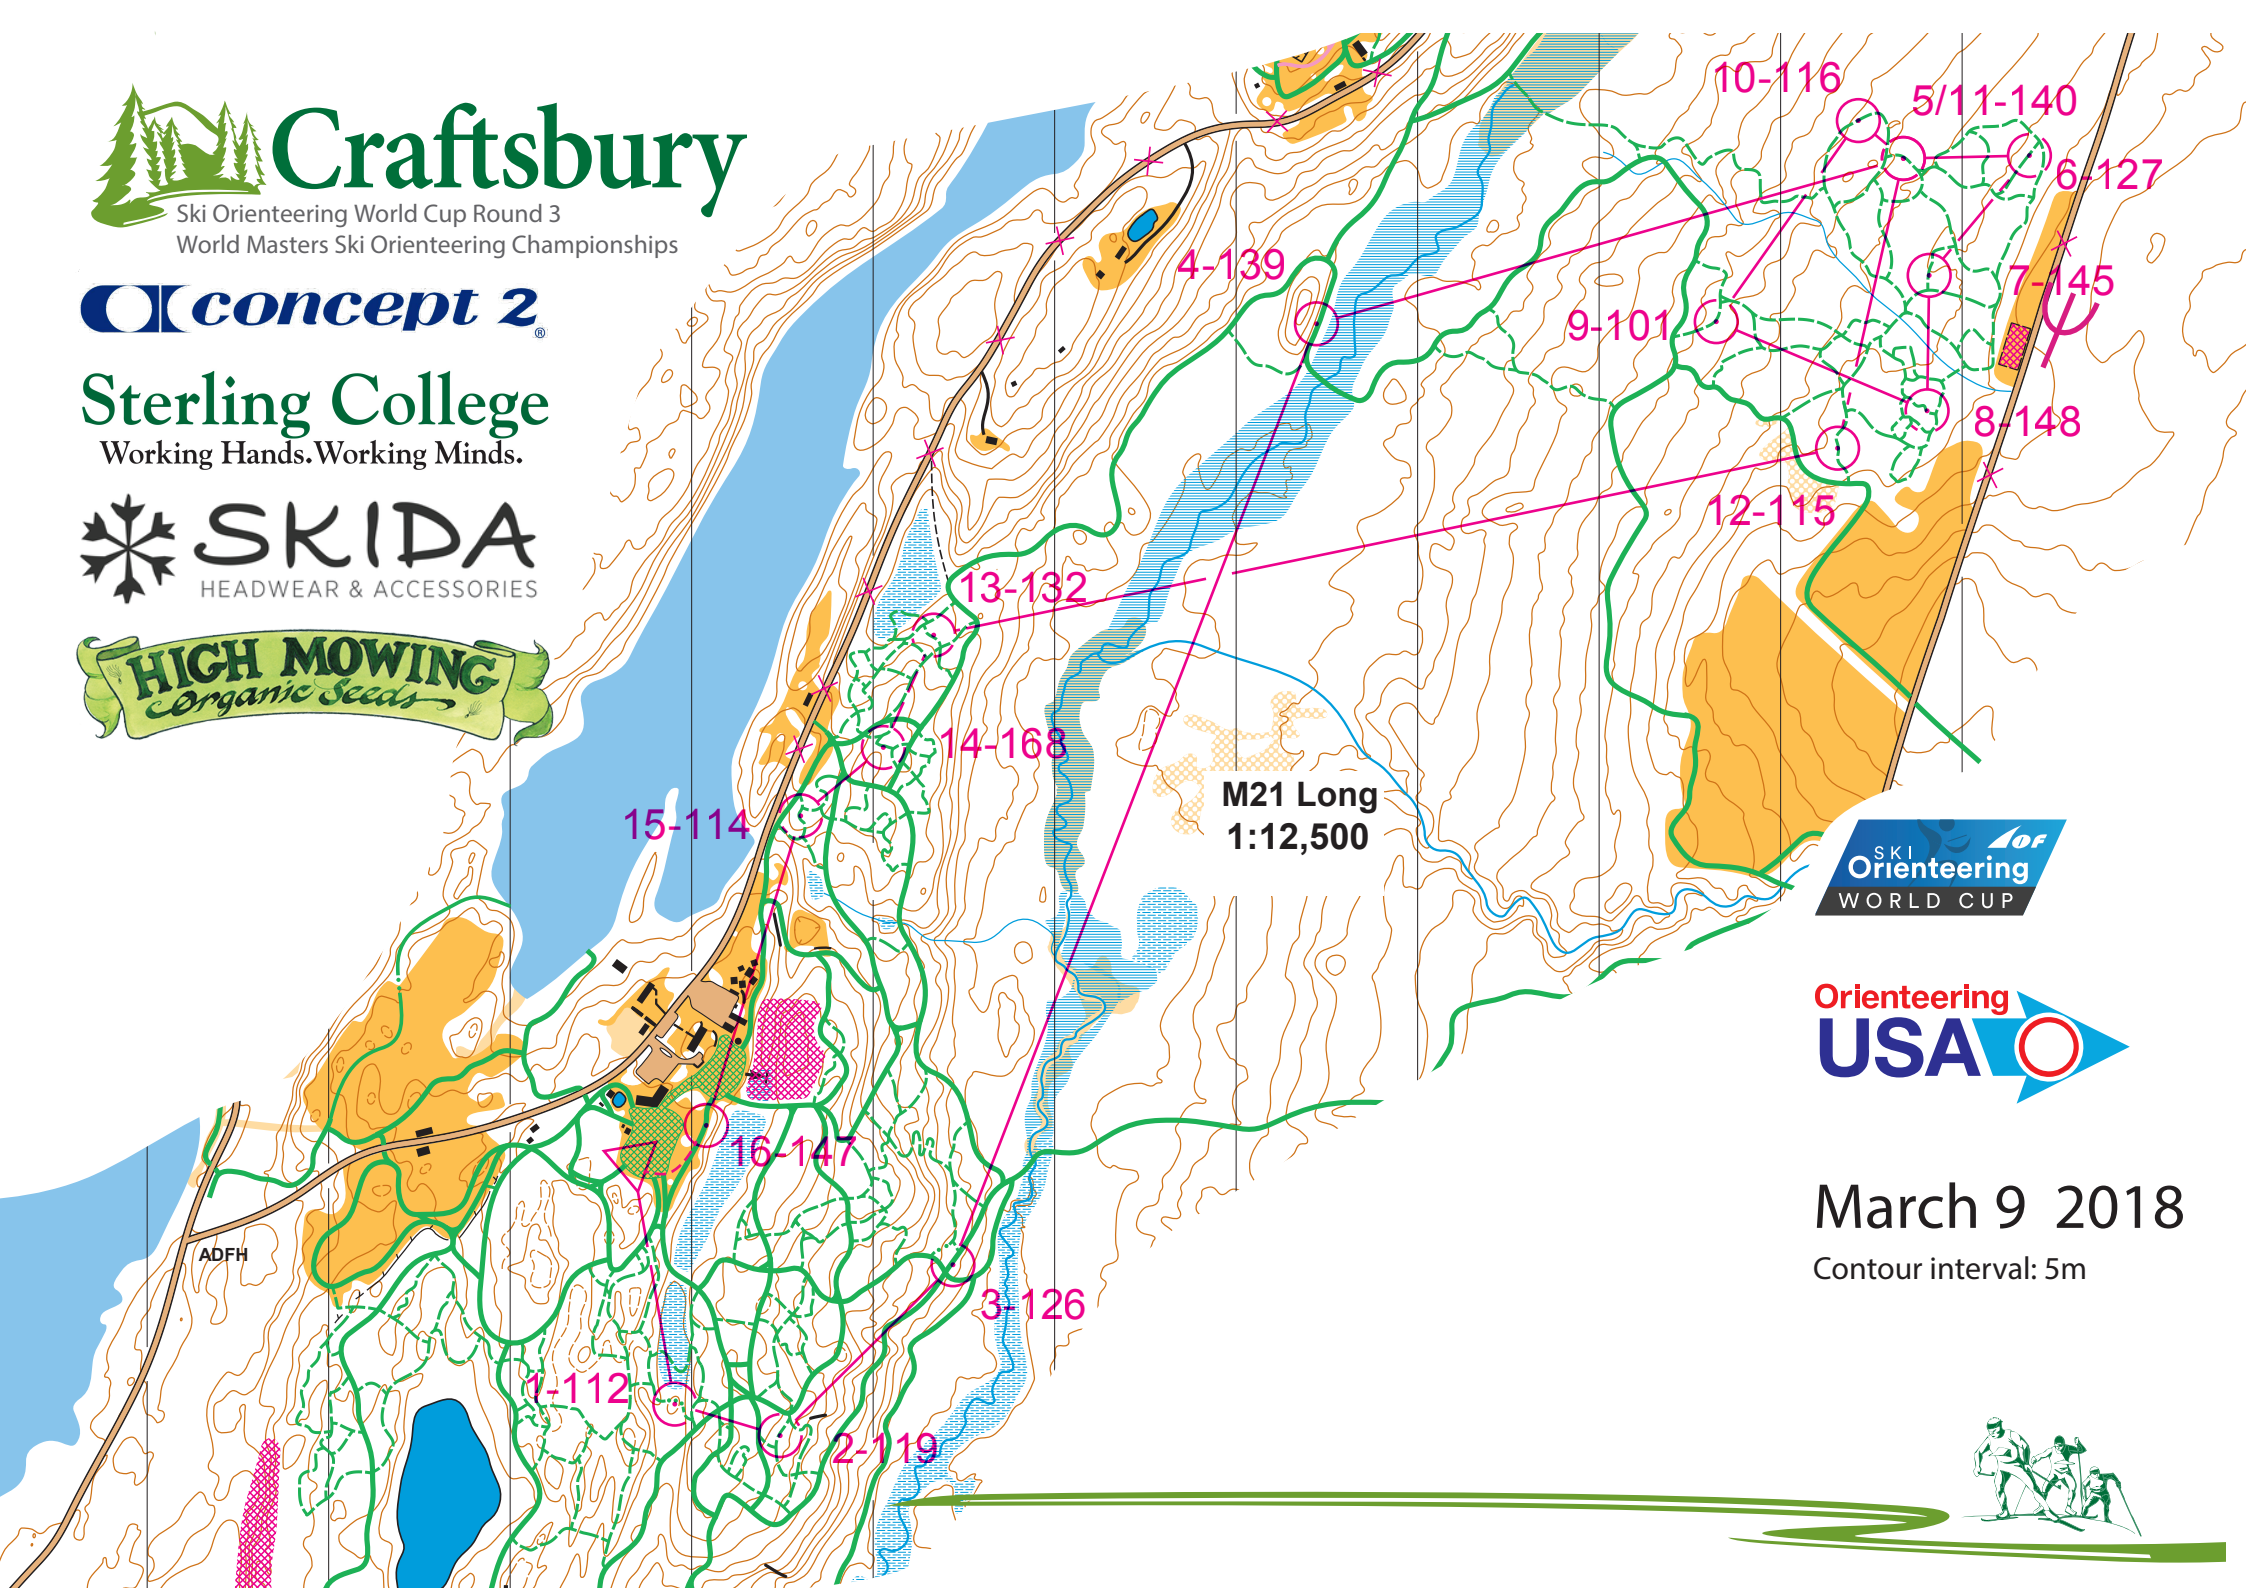 Craftsbury
Ski Orienteering World Cup Round 3
World Masters Ski Orienteering Championships
concept 2®
Sterling College
Working Hands. Working Minds.
SKIDA
HEADWEAR & ACCESSORIES
HIGH MOWING
Organic Seeds
10-116
5/11-140
6-127
4-139
7-145
9-101
8-148
12-115
13-132
14-168
15-114
M21 Long
1:12,500
16-147
ADFH
3-126
1-112
2-119
IOF
SKI
Orienteering
WORLD CUP
Orienteering
USA
March 9 2018
Contour interval: 5m